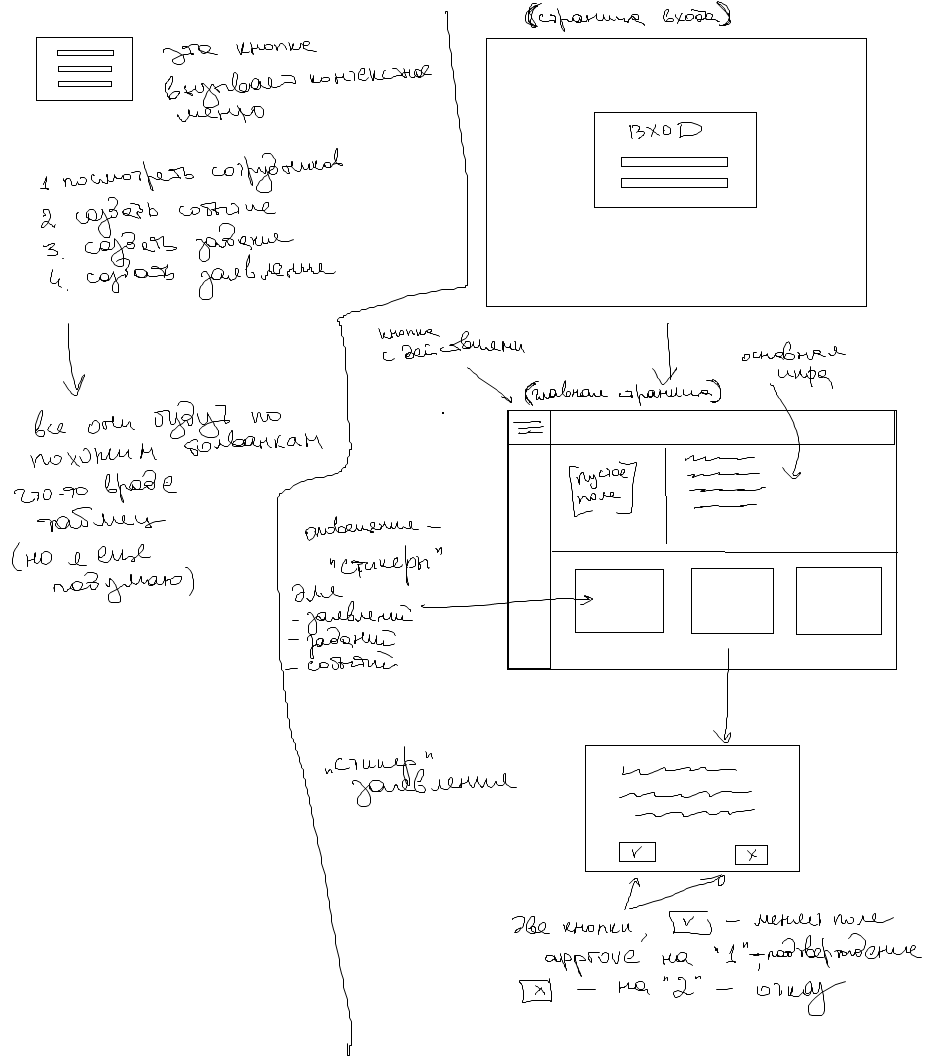 эта кнопка
вызывает контекстное
меню
1 посмотреть сотрудников
2 создать событие
3. создать задание
4. создать заявление
все они будут по
похожим болванкам
что-то вроде
таблиц
(но я еще
подумаю)
(страница входа)
ВХОД
кнопка
с действиями
основная
инфа
(главная страница)
пустое
поле
оповещение -
"стикеры"
для
- заявлений
- заданий
- событий
"стикер"
заявления
v
x
две кнопки, v - меняет поле
approve на "1" - подтверждение,
x - на "2" - отказ